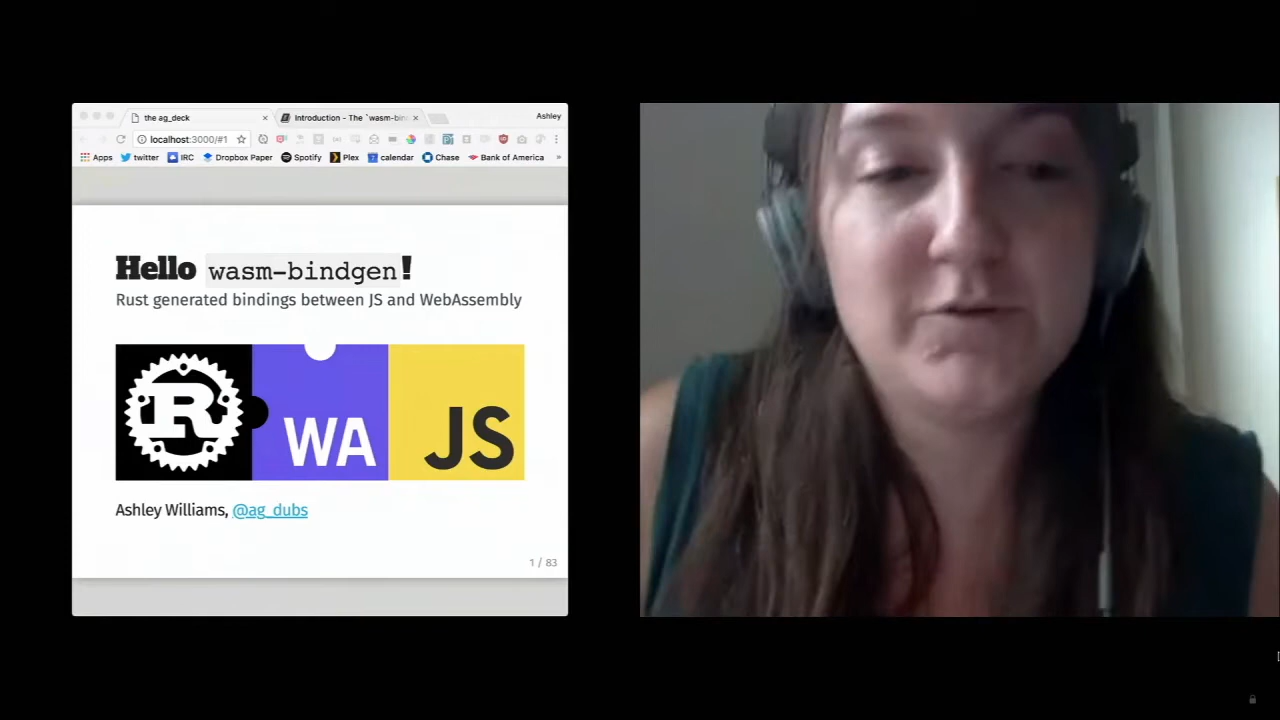 the ag_deck
Introduction - The `wasm-bin
Ashley
localhost:3000/#1
Apps twitter IRC Dropbox Paper Spotify Plex calendar Chase Bank of America »
Hello wasm-bindgen!
Rust generated bindings between JS and WebAssembly
R WA JS
Ashley Williams, @ag_dubs
1 / 83